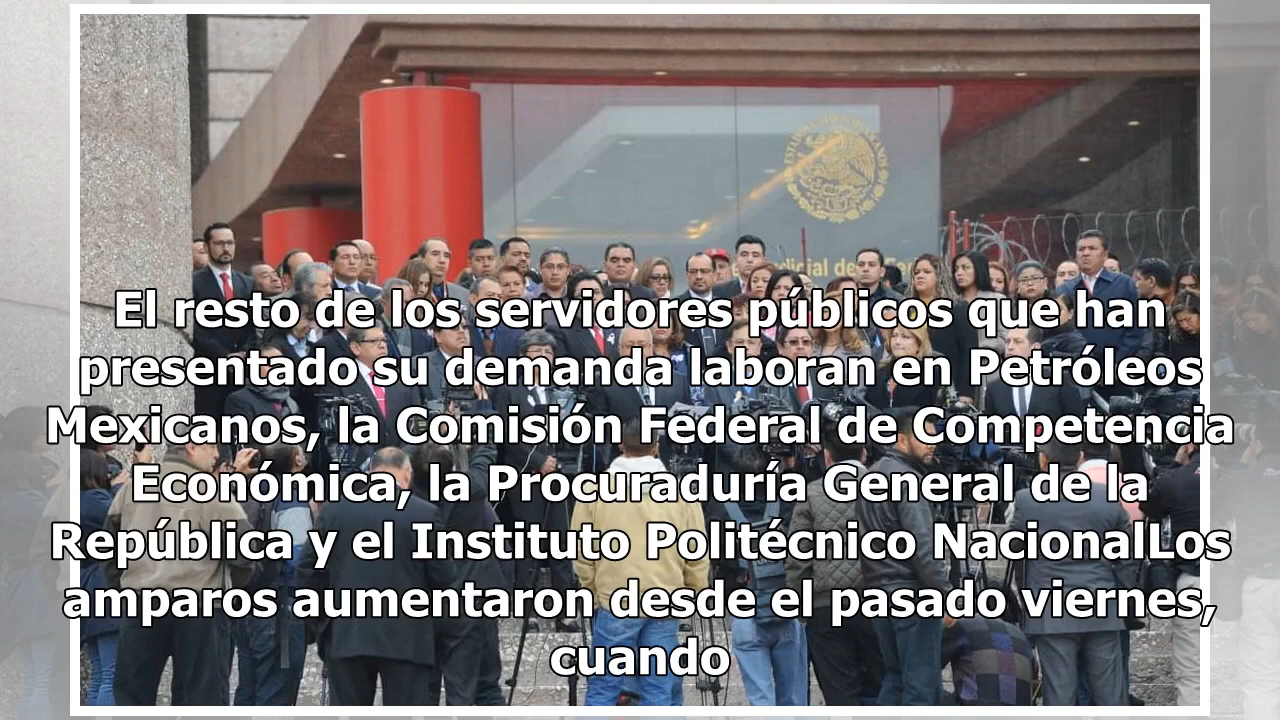 El resto de los servidores públicos que han
presentado su demanda laboran en Petróleos
Mexicanos, la Comisión Federal de Competencia
Económica, la Procuraduría General de la
República y el Instituto Politécnico NacionalLos
amparos aumentaron desde el pasado viernes,
cuando